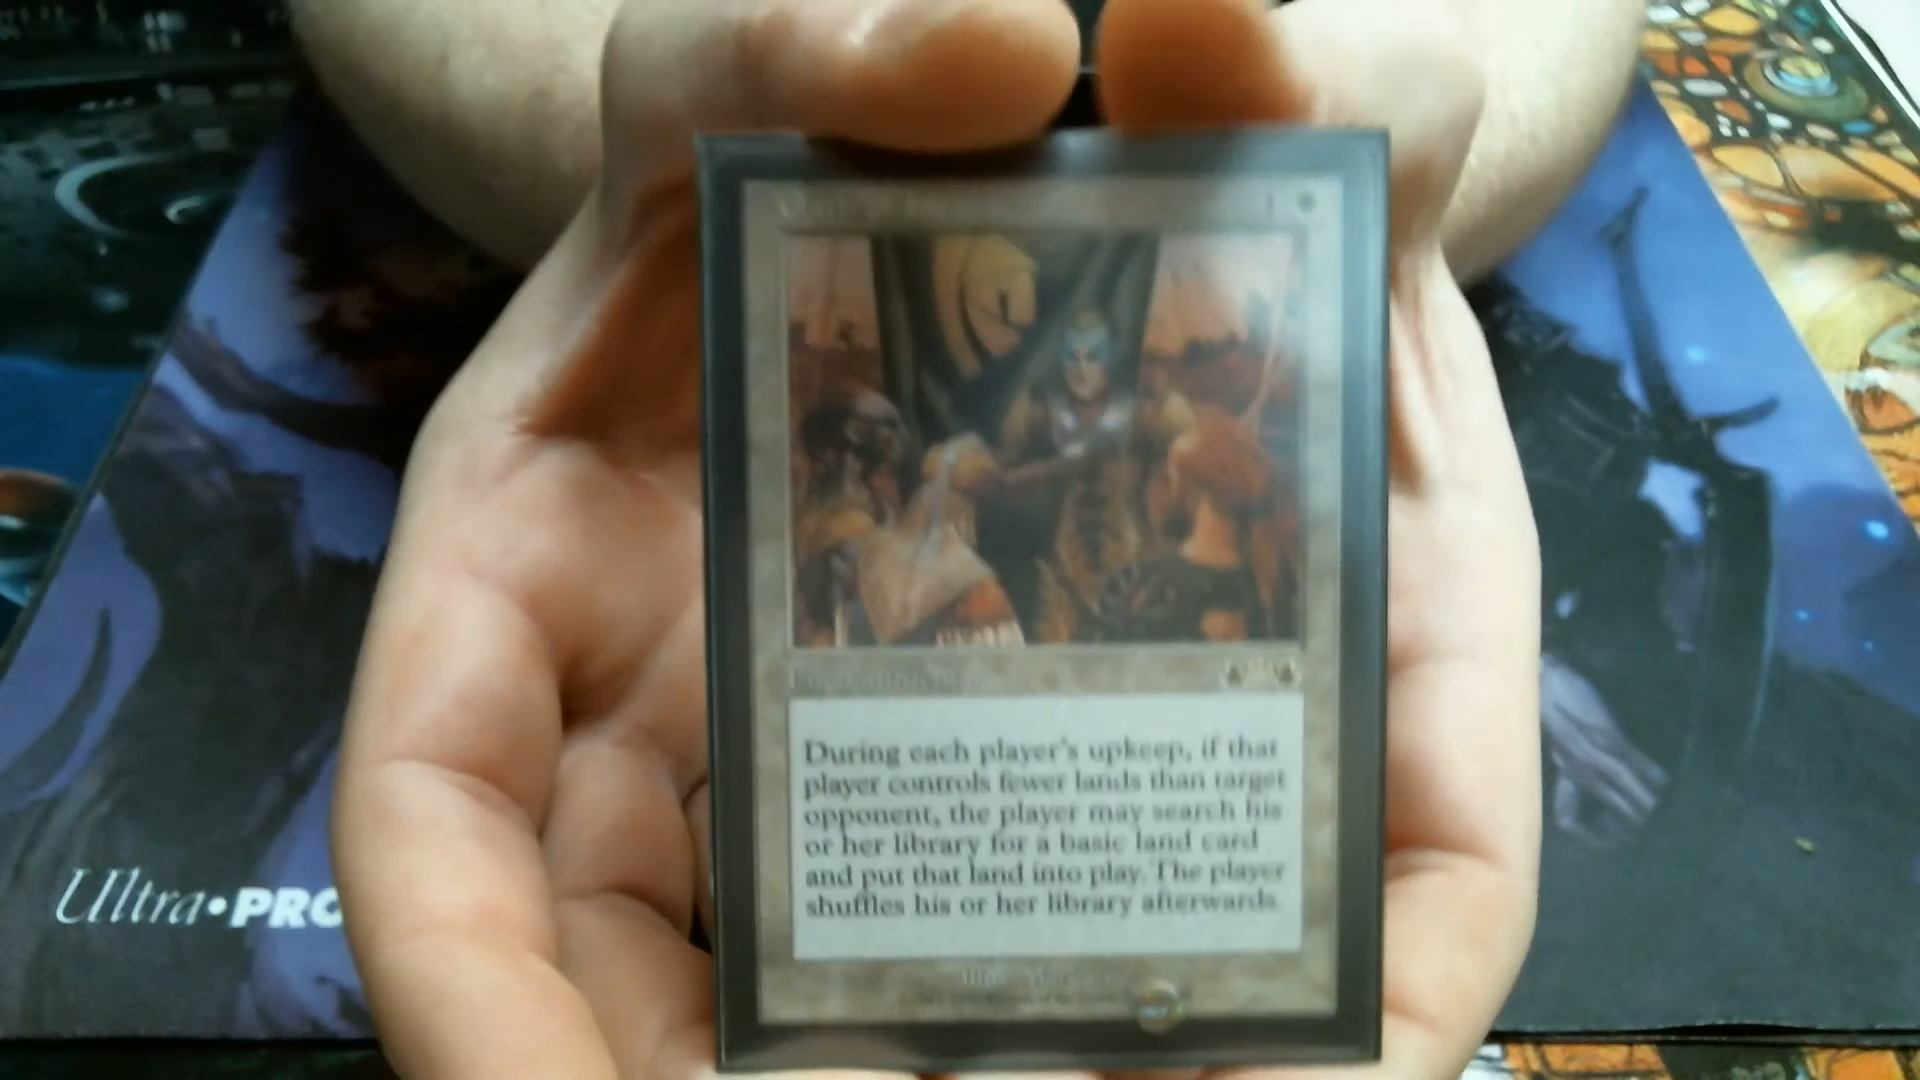 During each player's upkeep, if that
player controls fewer lands than target
opponent, the player may search his
or her library for a basic land card
and put that land into play. The player
shuffles his or her library afterwards.
Ultra•PRO